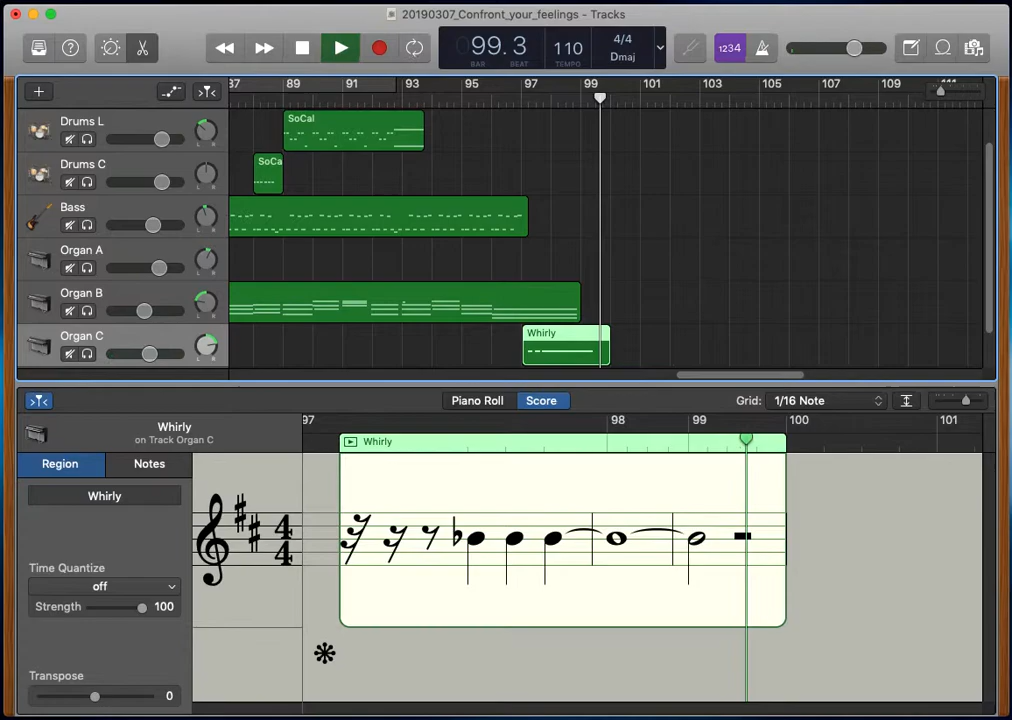 20190307_Confront_your_feelings - Tracks
99.3
BAR
BEAT
110
TEMPO
4/4
Dmaj
1234
87 89 91 93 95 97 99 101 103 105 107 109 111
Drums L
L R
SoCal
Drums C
L R
SoCa
Bass
L R
Organ A
L R
Organ B
L R
Organ C
L R
Whirly
Piano Roll
Score
Grid: 1/16 Note
Whirly
on Track Organ C
97 98 99 100 101
Whirly
Region
Notes
Whirly
Time Quantize
off
Strength 100
Transpose
0
4
4